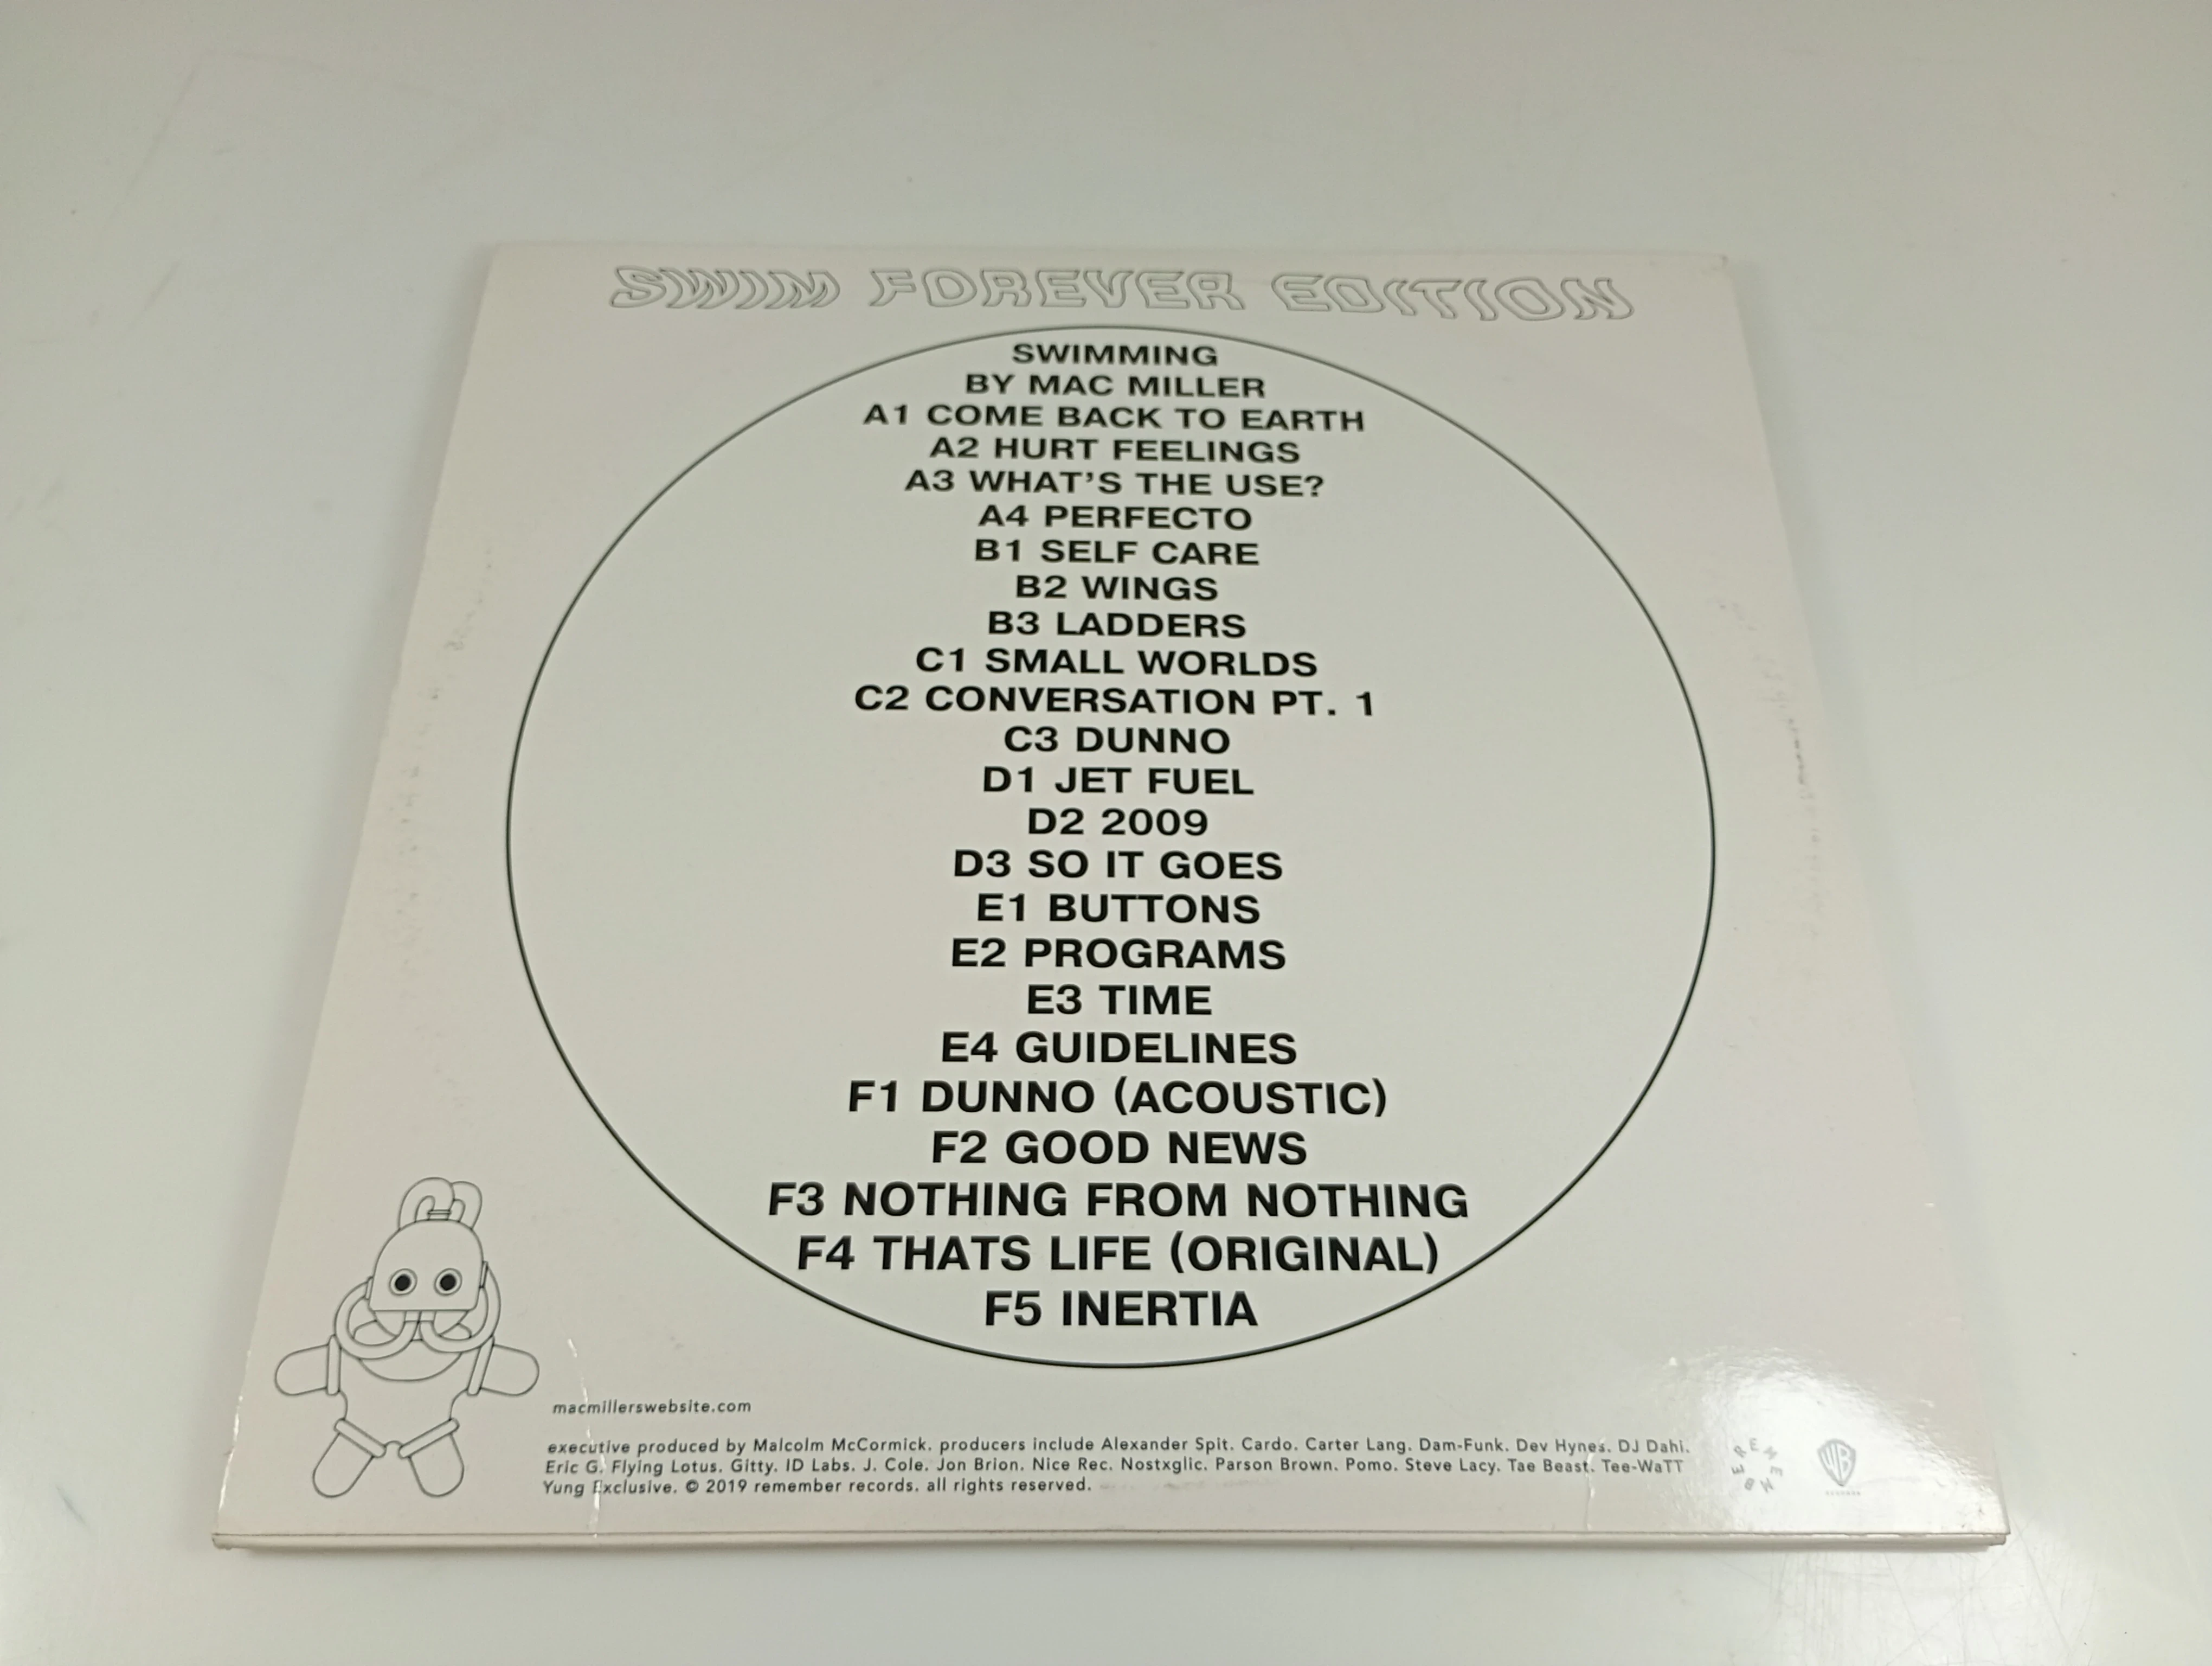 SWIM FOREVER EDITION
SWIMMING
BY MAC MILLER
A1 COME BACK TO EARTH
A2 HURT FEELINGS
A3 WHAT'S THE USE?
A4 PERFECTO
B1 SELF CARE
B2 WINGS
B3 LADDERS
C1 SMALL WORLDS
C2 CONVERSATION PT. 1
C3 DUNNO
D1 JET FUEL
D2 2009
D3 SO IT GOES
E1 BUTTONS
E2 PROGRAMS
E3 TIME
E4 GUIDELINES
F1 DUNNO (ACOUSTIC)
F2 GOOD NEWS
F3 NOTHING FROM NOTHING
F4 THATS LIFE (ORIGINAL)
F5 INERTIA
macmillerswebsite.com
executive produced by Malcolm McCormick. producers include Alexander Spit. Cardo. Carter Lang. Dam-Funk. Dev Hynes. DJ Dahi.
Eric G. Flying Lotus. Gitty. ID Labs. J. Cole. Jon Brion. Nice Rec. Nostxglic. Parson Brown. Pomo. Steve Lacy. Tae Beast. Tee-WaTT
Yung Exclusive. © 2019 remember records. all rights reserved.
REMEMBER
WB